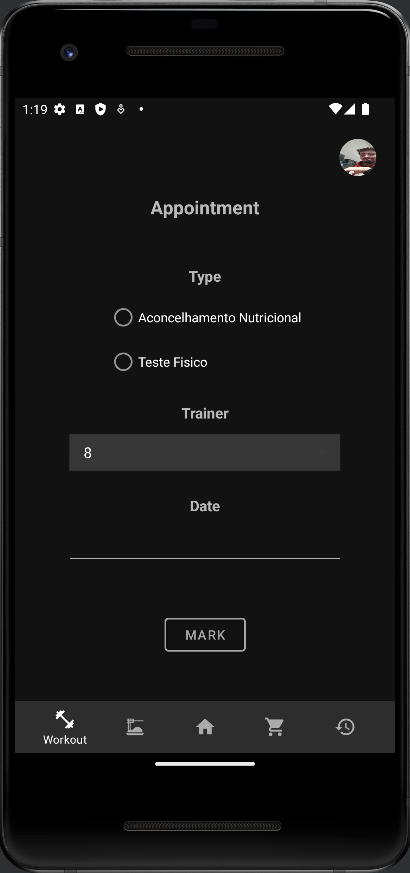 1:19
Appointment
Type
Aconcelhamento Nutricional
Teste Fisico
Trainer
8
Date
MARK
Workout